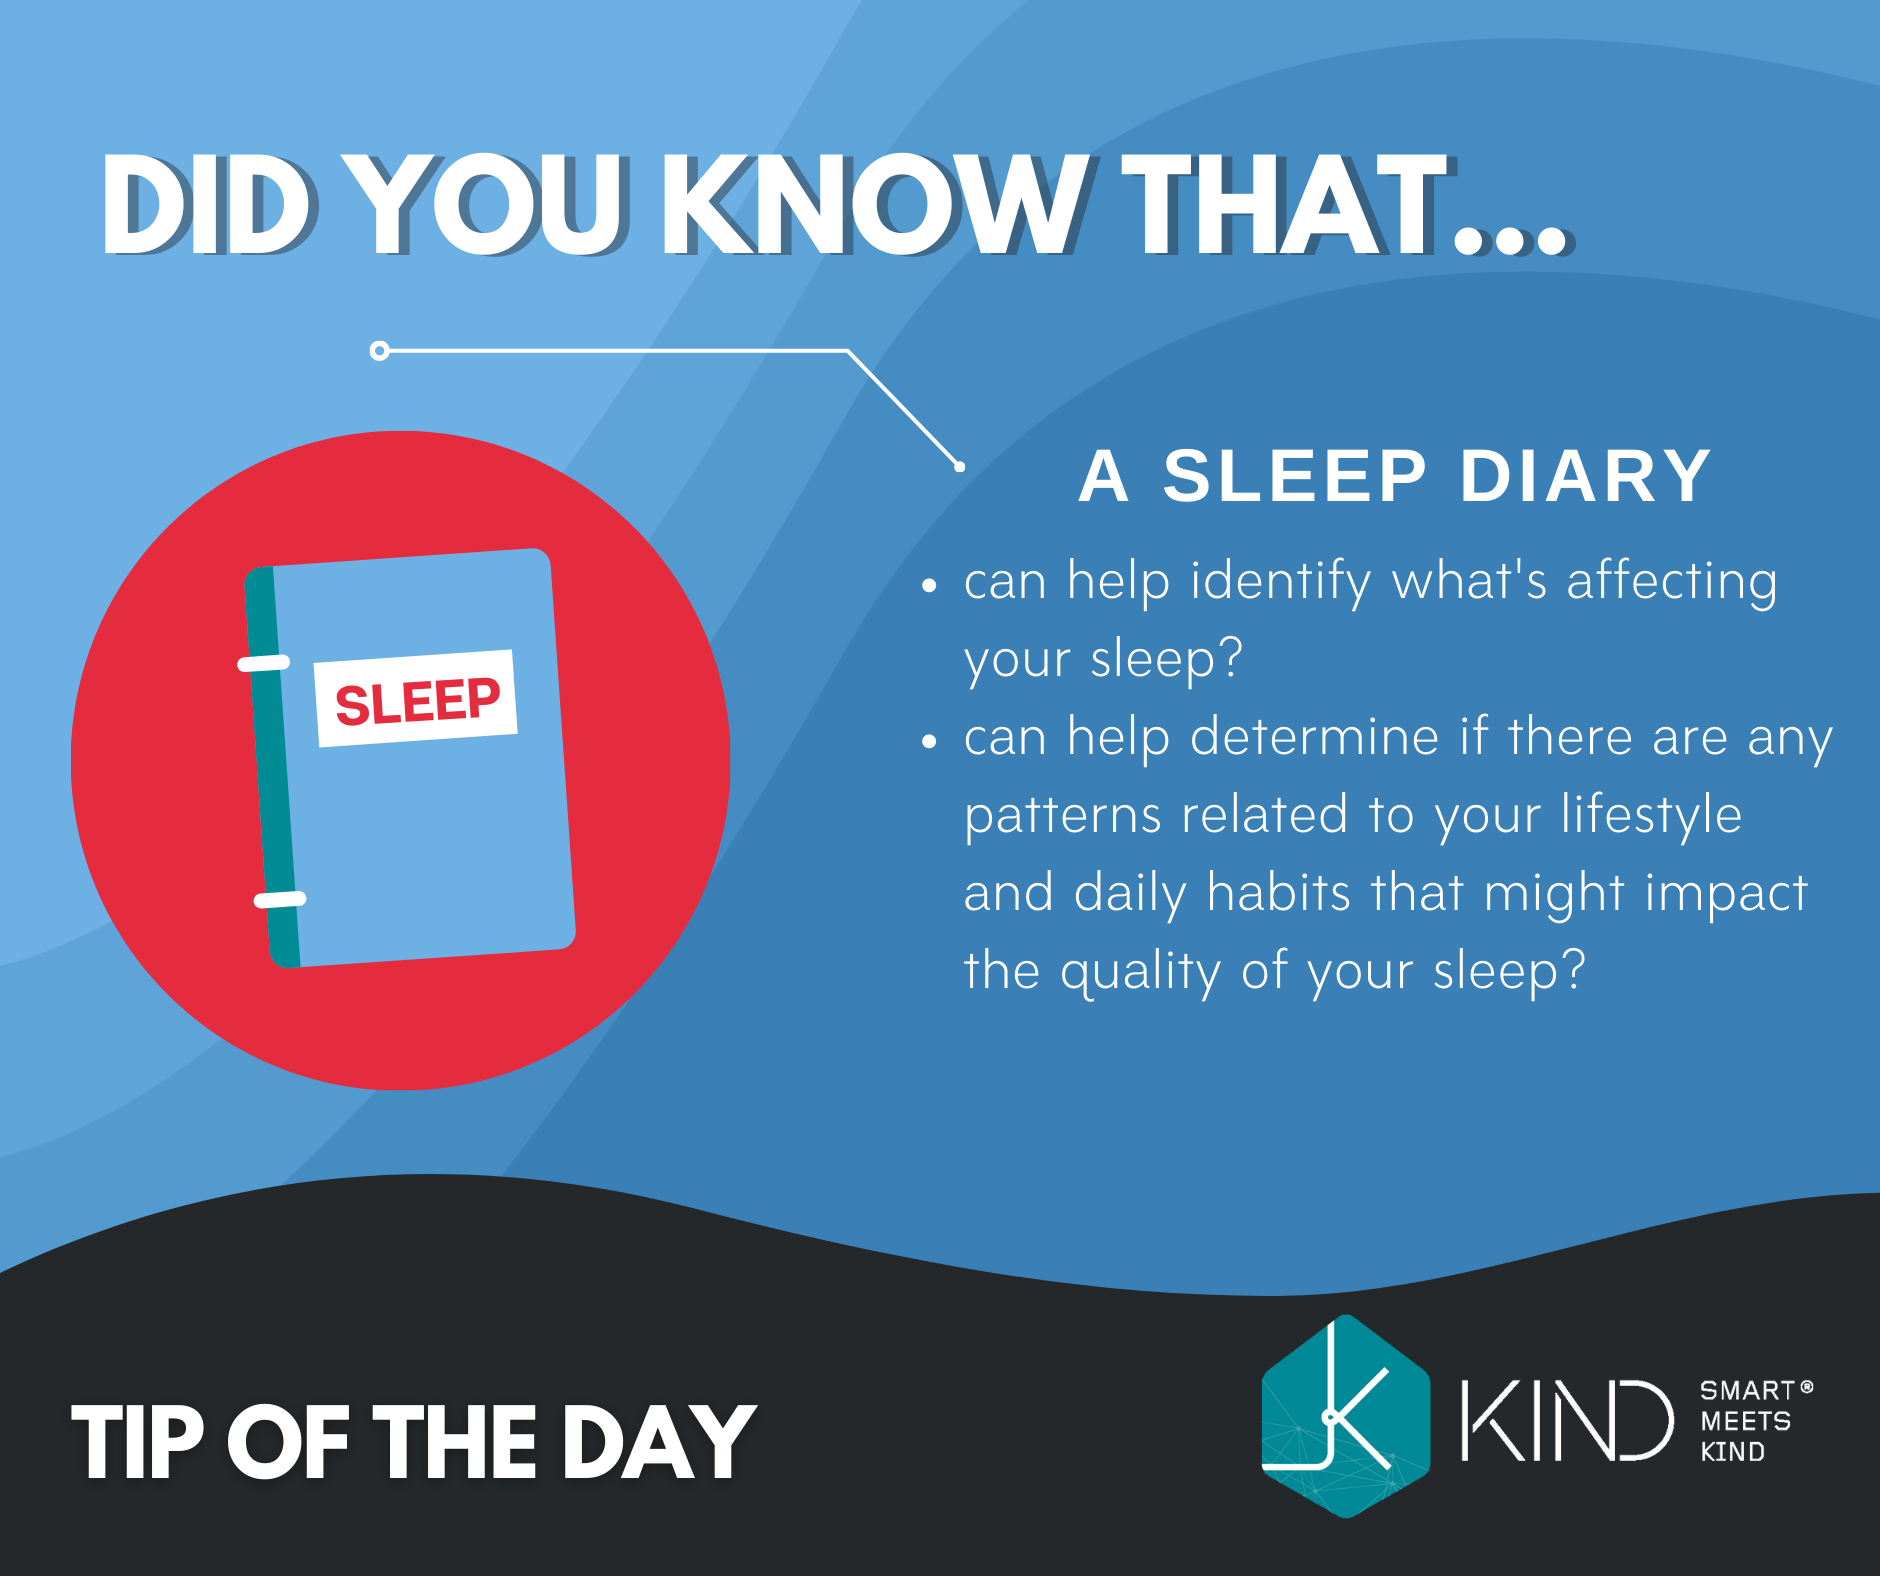 DID YOU KNOW THAT...
A SLEEP DIARY
• can help identify what's affecting
your sleep?
• can help determine if there are any
patterns related to your lifestyle
and daily habits that might impact
the quality of your sleep?
SLEEP
TIP OF THE DAY
KIND
SMART®
MEETS
KIND